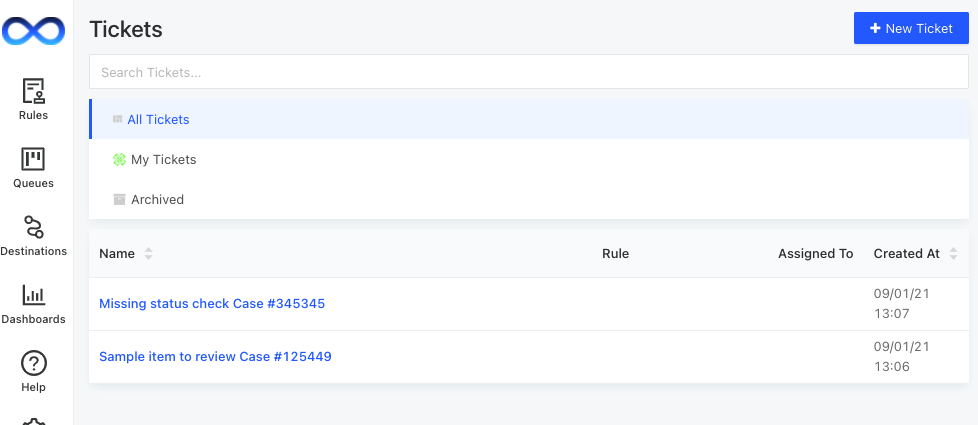 Tickets
+ New Ticket
Search Tickets...
Rules
Queues
Destinations
Dashboards
Help
All Tickets
My Tickets
Archived
Name Rule Assigned To Created At
Missing status check Case #345345 09/01/21
13:07
Sample item to review Case #125449 09/01/21
13:06